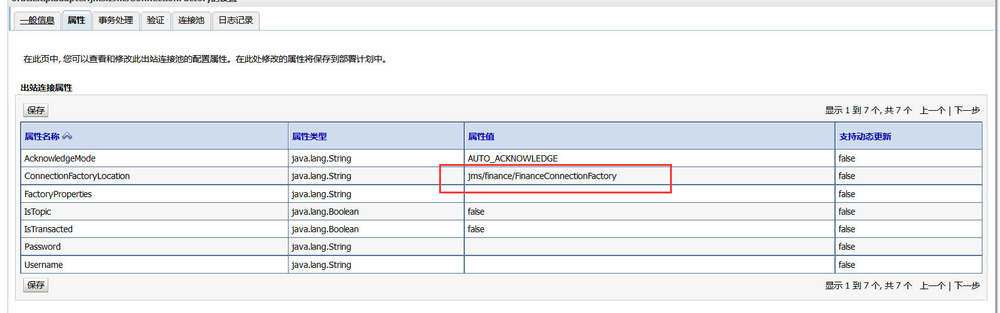 一般信息 属性 事务处理 验证 连接池 日志记录
在此页中, 您可以查看和修改此出站连接池的配置属性。在此处修改的属性将保存到部署计划中。
出站连接属性
保存 显示 1 到 7 个, 共 7 个 上一个 | 下一步
属性名称 属性类型 属性值 支持动态更新
AcknowledgeMode java.lang.String AUTO_ACKNOWLEDGE false
ConnectionFactoryLocation java.lang.String jms/finance/FinanceConnectionFactory false
FactoryProperties java.lang.String false
IsTopic java.lang.Boolean false false
IsTransacted java.lang.Boolean false false
Password java.lang.String false
Username java.lang.String false
保存 显示 1 到 7 个, 共 7 个 上一个 | 下一步